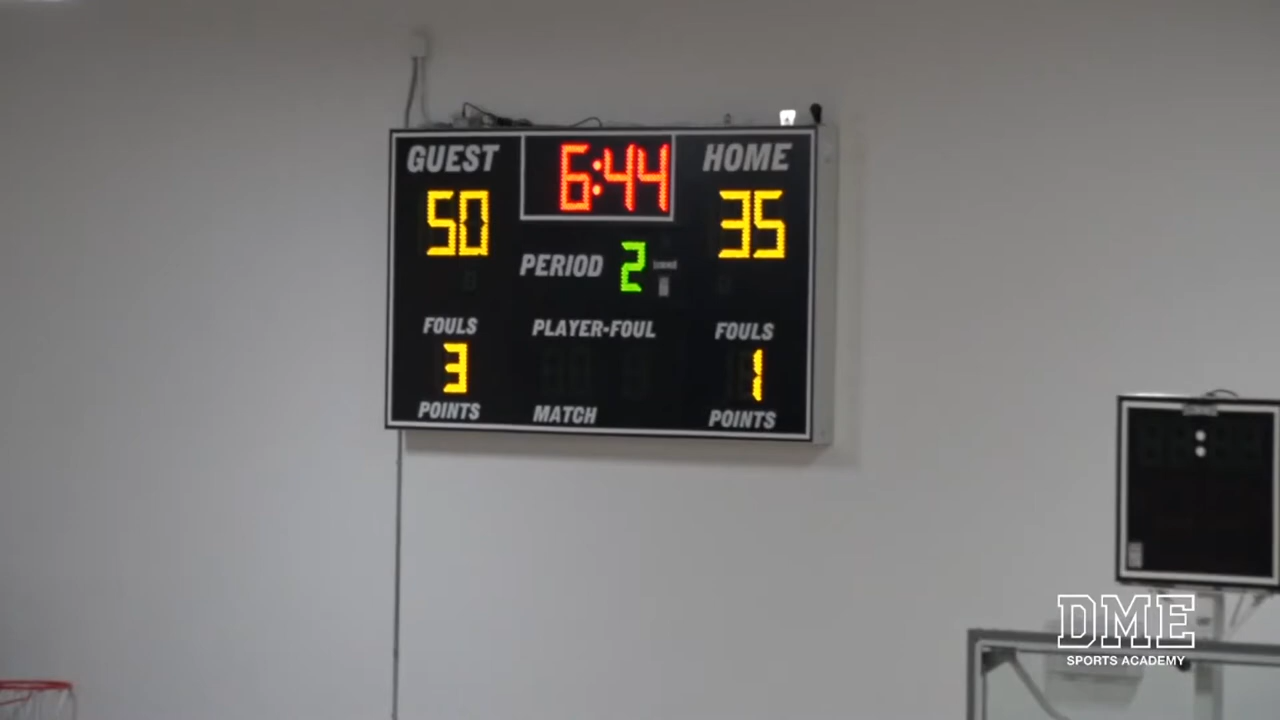 GUEST 6:44 HOME
50 35
PERIOD 2
FOULS PLAYER-FOUL FOULS
3 1
POINTS MATCH POINTS
DME
SPORTS ACADEMY